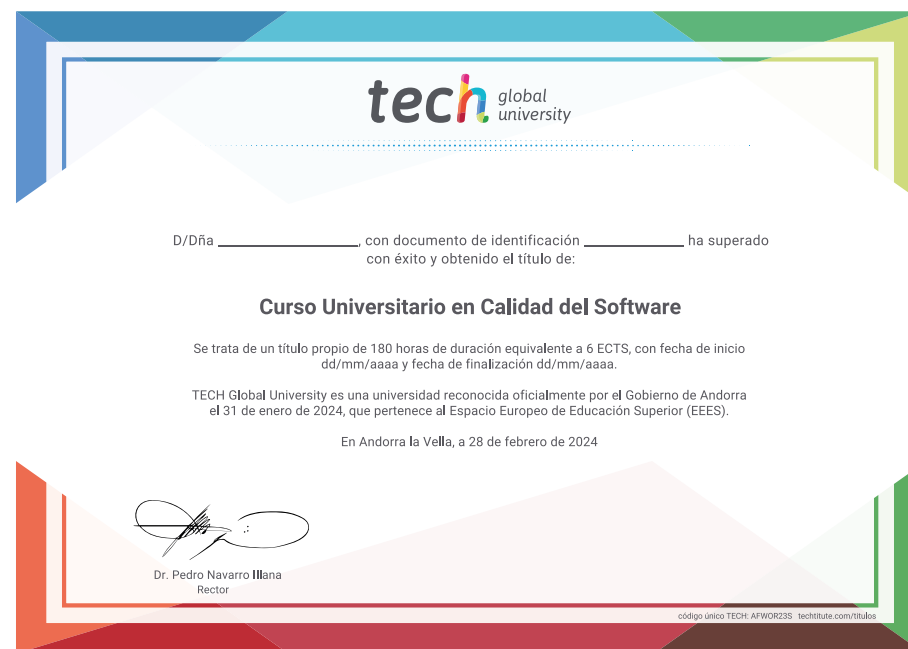 tech global university
D/Dña ____________________, con documento de identificación ______________ ha superado
con éxito y obtenido el título de:
Curso Universitario en Calidad del Software
Se trata de un título propio de 180 horas de duración equivalente a 6 ECTS, con fecha de inicio
dd/mm/aaaa y fecha de finalización dd/mm/aaaa.
TECH Global University es una universidad reconocida oficialmente por el Gobierno de Andorra
el 31 de enero de 2024, que pertenece al Espacio Europeo de Educación Superior (EEES).
En Andorra la Vella, a 28 de febrero de 2024
Dr. Pedro Navarro Illana
Rector
código único TECH: AFWOR23S techtitute.com/titulos